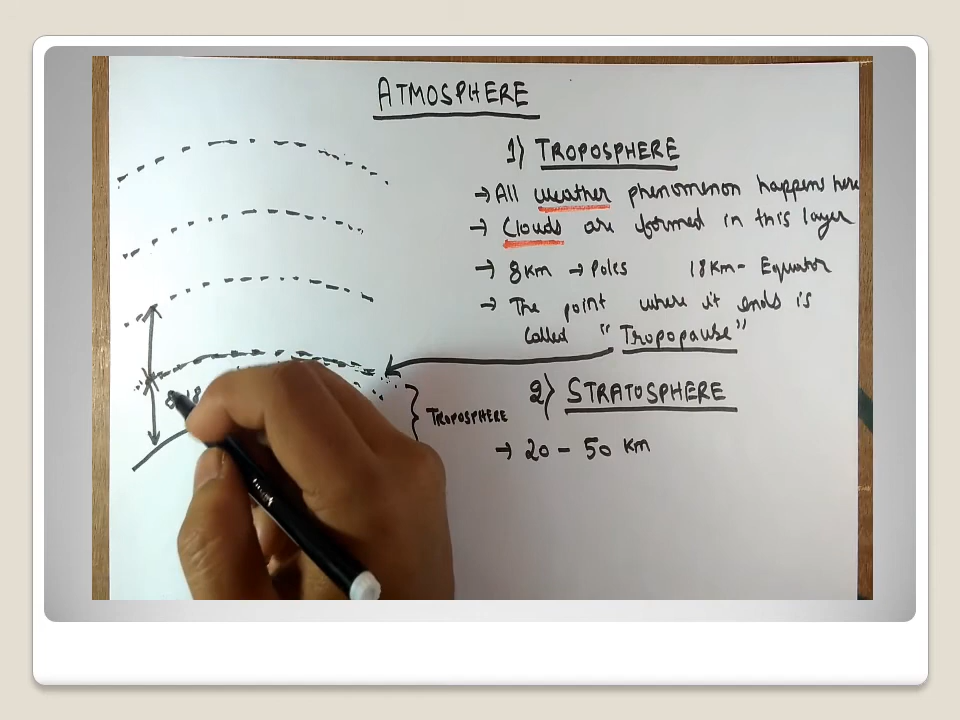 ATMOSPHERE
1) TROPOSPHERE
→ All weather phenomenon happens here
→ Clouds are formed in this layer
→ 8 Km → Poles 18 Km - Equator
→ The point where it ends is
Called "Tropopause"
2) STRATOSPHERE
TROPOSPHERE
→ 20 - 50 Km